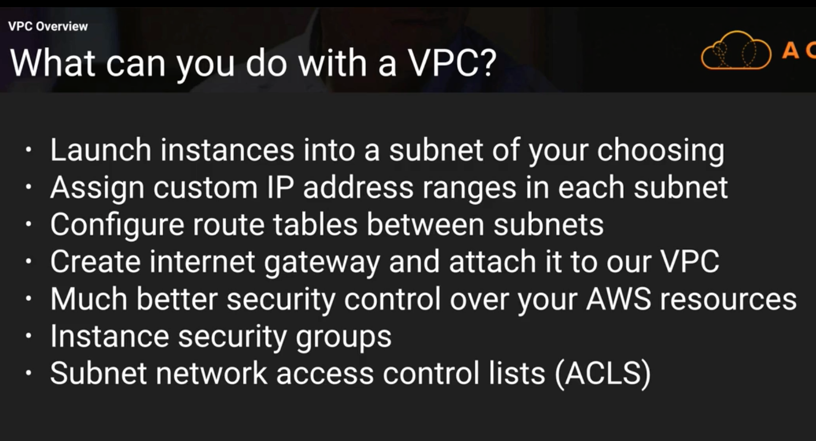 VPC Overview
What can you do with a VPC?
AC
• Launch instances into a subnet of your choosing
• Assign custom IP address ranges in each subnet
• Configure route tables between subnets
• Create internet gateway and attach it to our VPC
• Much better security control over your AWS resources
• Instance security groups
• Subnet network access control lists (ACLS)